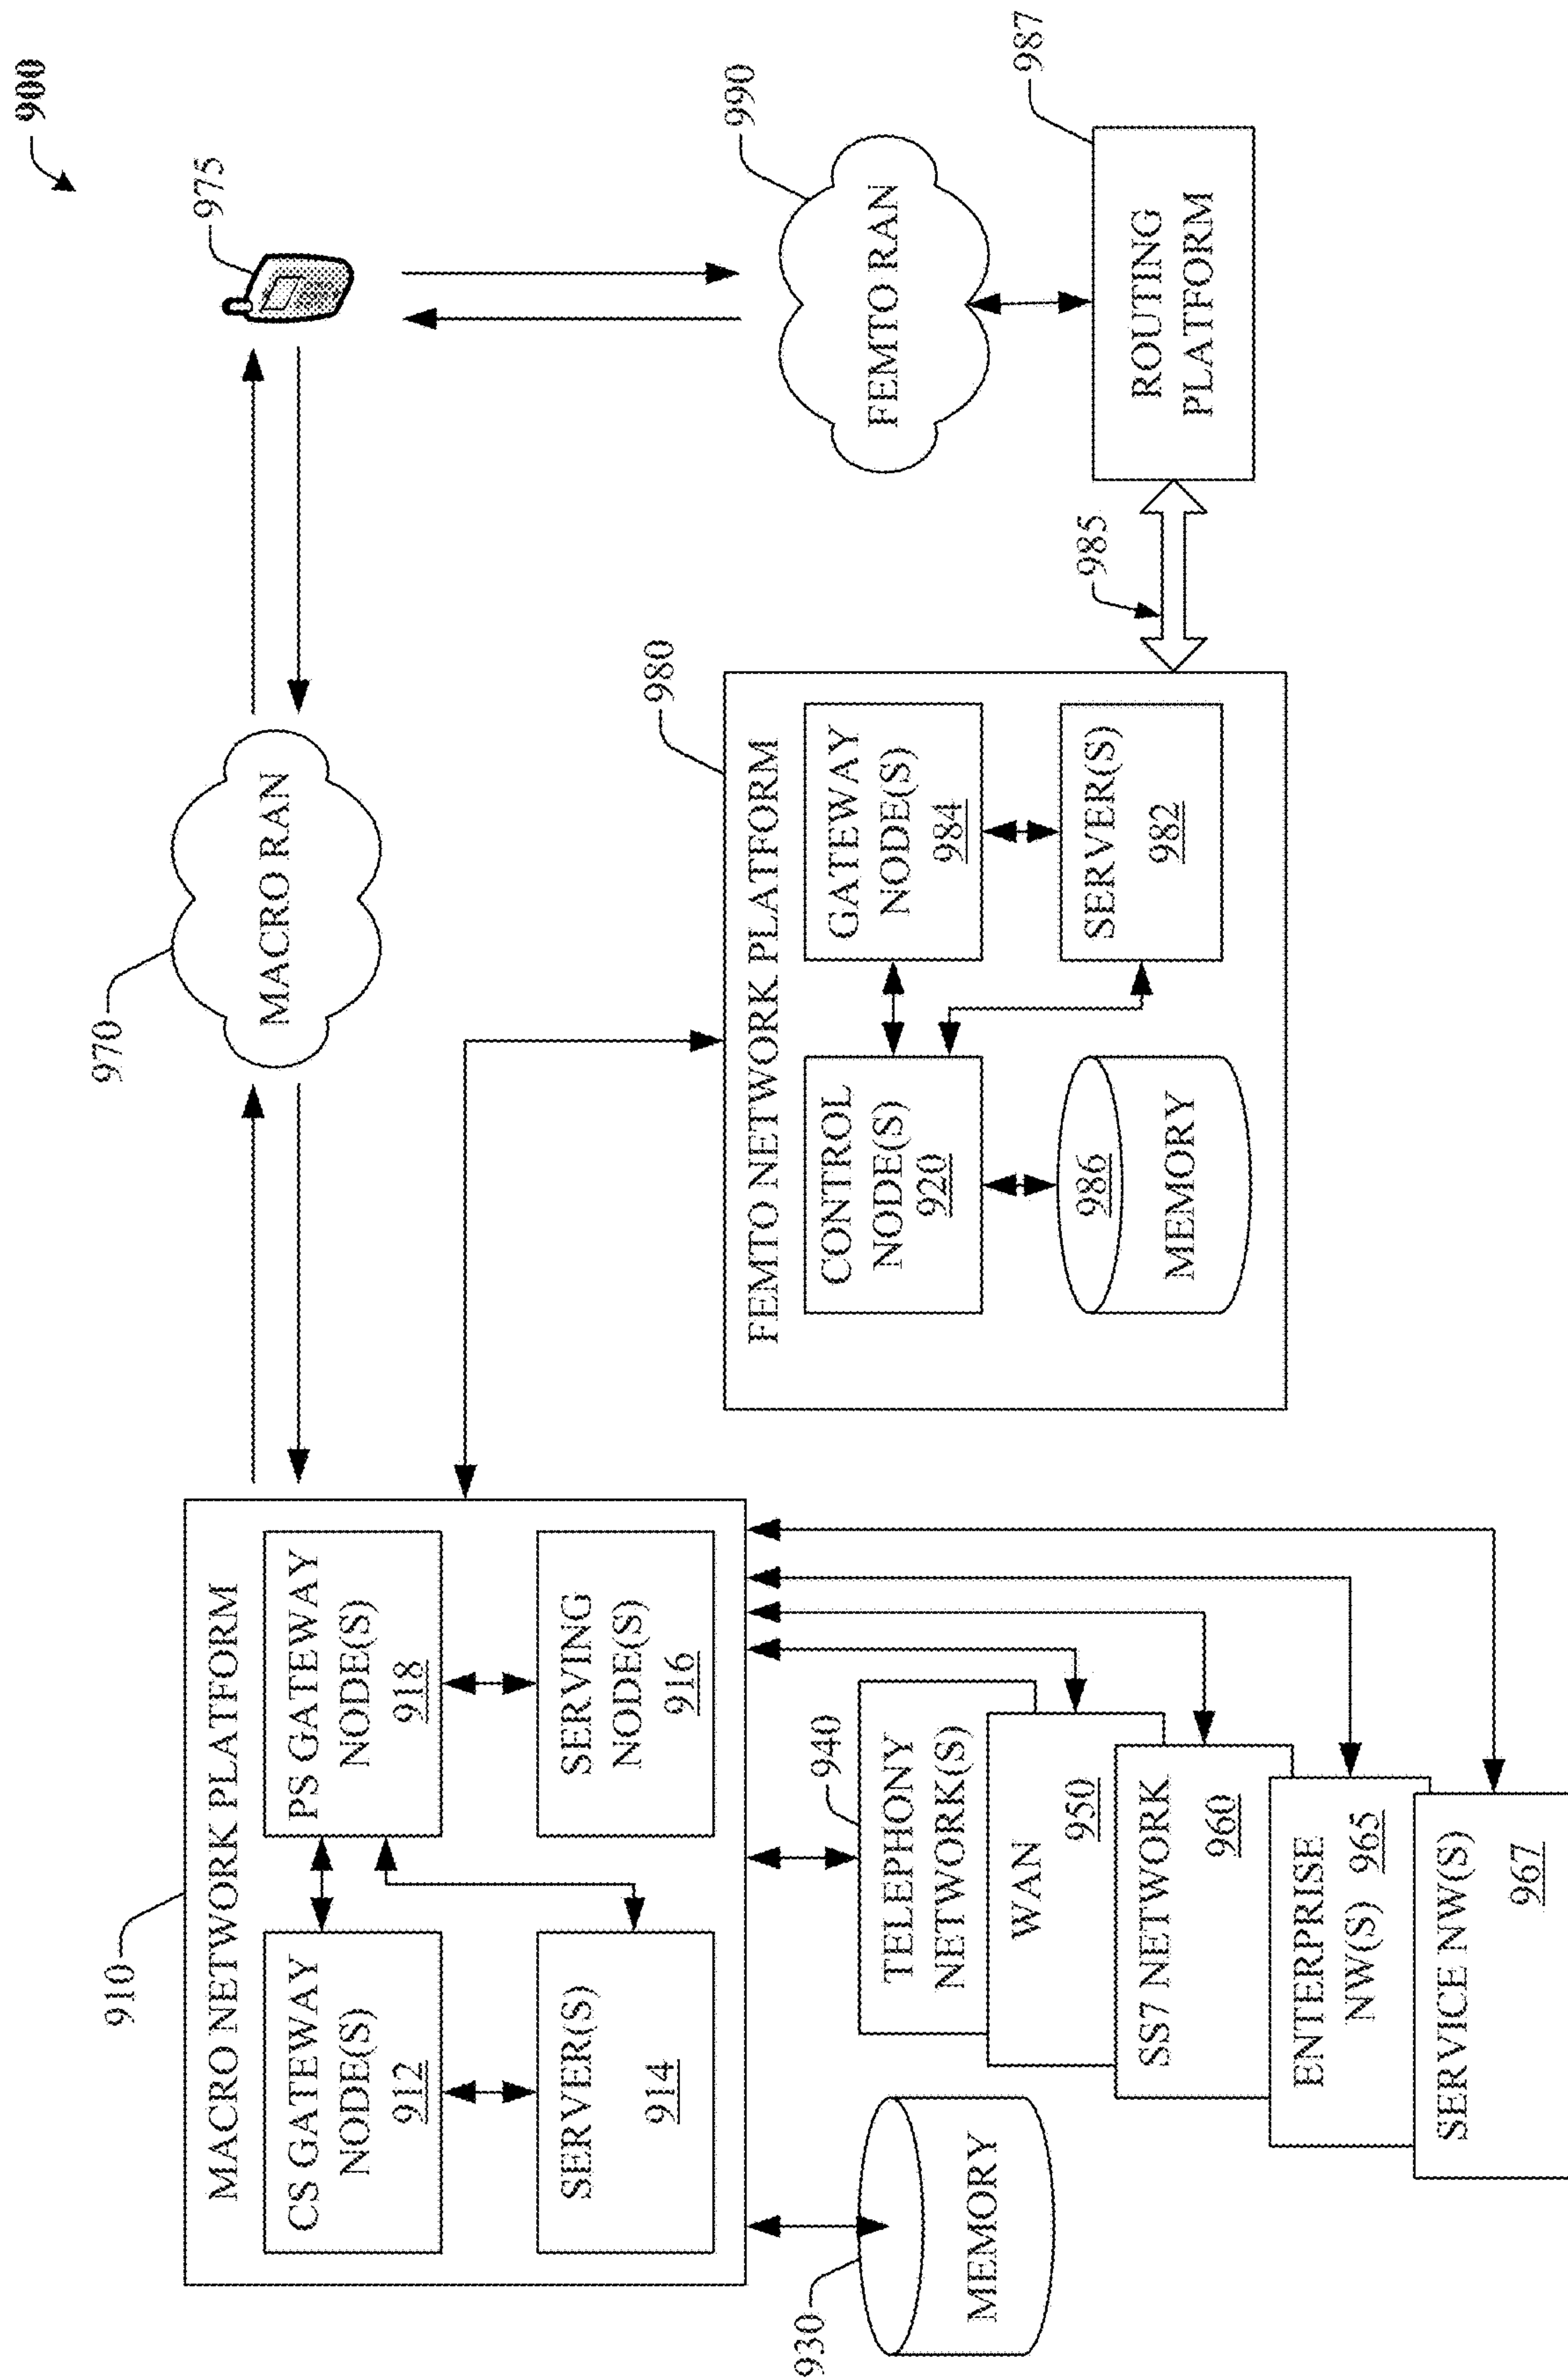 900
975
970
MACRO RAN
910
MACRO NETWORK PLATFORM
CS GATEWAY
NODE(S)
912
PS GATEWAY
NODE(S)
918
SERVER(S)
914
SERVING
NODE(S)
916
930
MEMORY
940
TELEPHONY
NETWORK(S)
WAN
950
SS7 NETWORK
960
ENTERPRISE
NW(S) 965
SERVICE NW(S)
967
980
FEMTO NETWORK PLATFORM
CONTROL
NODE(S)
920
GATEWAY
NODE(S)
984
986
MEMORY
SERVER(S)
982
985
990
FEMTO RAN
987
ROUTING
PLATFORM